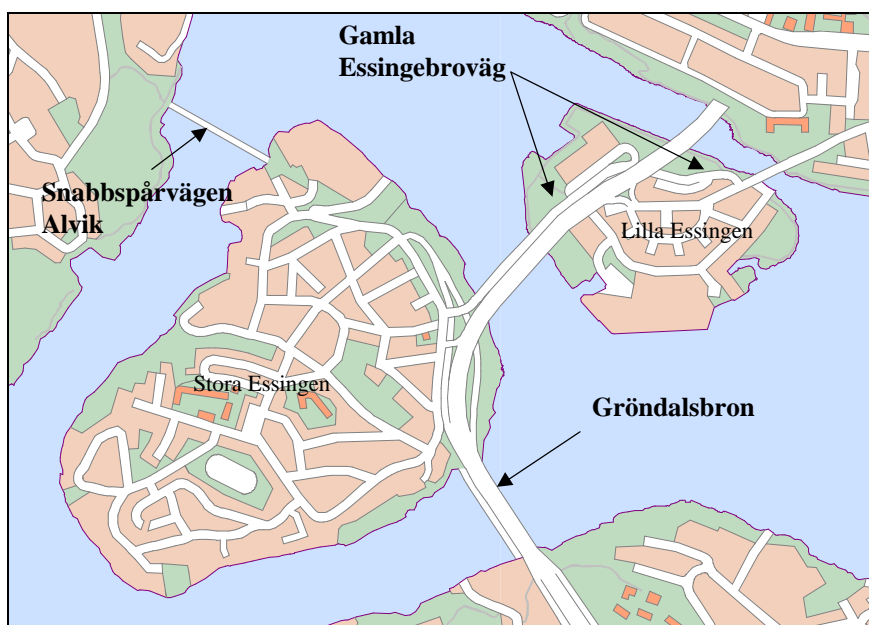 Gamla
Essingebroväg
Snabbspårvägen
Alvik
Lilla Essingen
Stora Essingen
Gröndalsbron